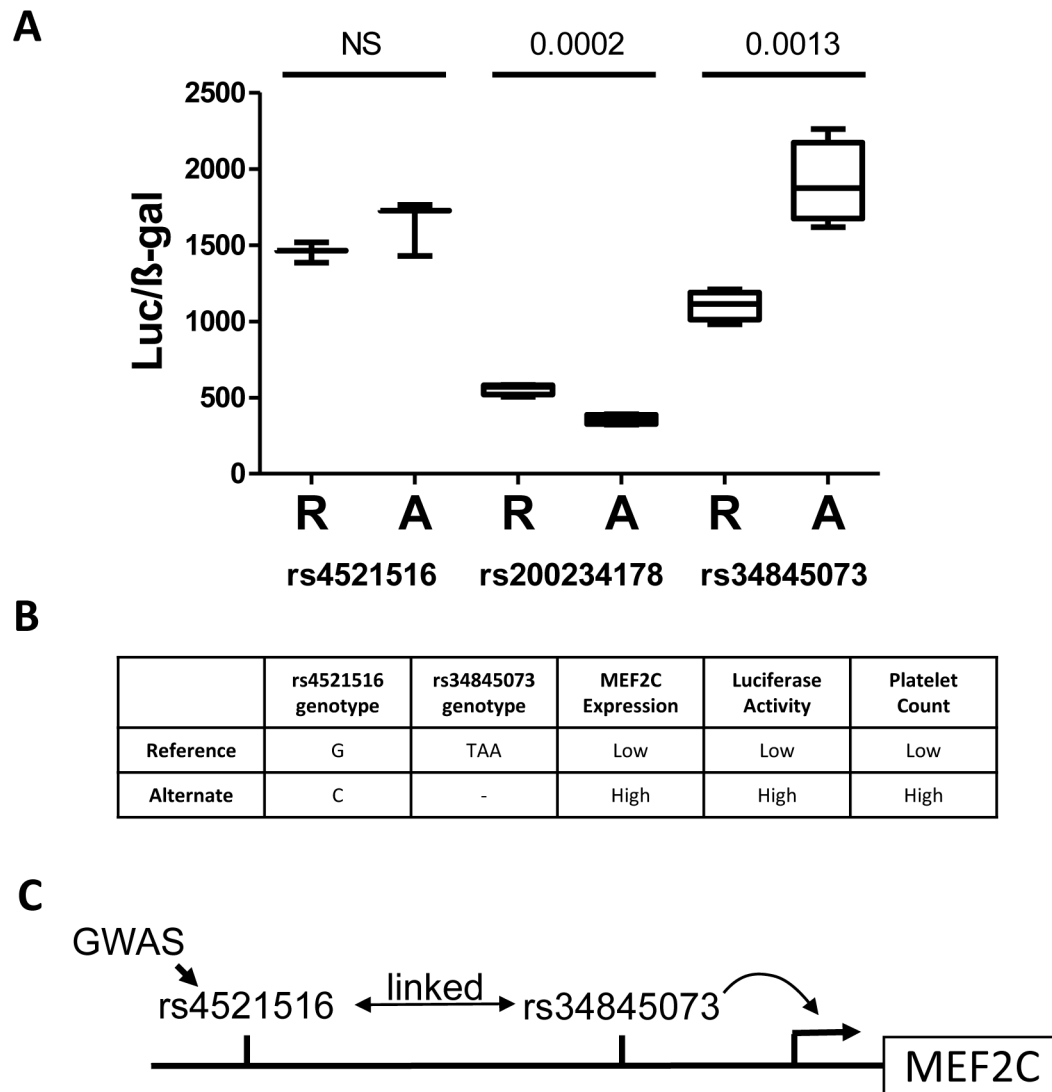 A
NS 0.0002 0.0013
2500
2000
1500
1000
500
0
Luc/ß-gal
R A R A R A
rs4521516 rs200234178 rs34845073
B
rs4521516 genotype rs34845073 genotype MEF2C Expression Luciferase Activity Platelet Count
Reference G TAA Low Low Low
Alternate C - High High High
C
GWAS
rs4521516 linked rs34845073
MEF2C